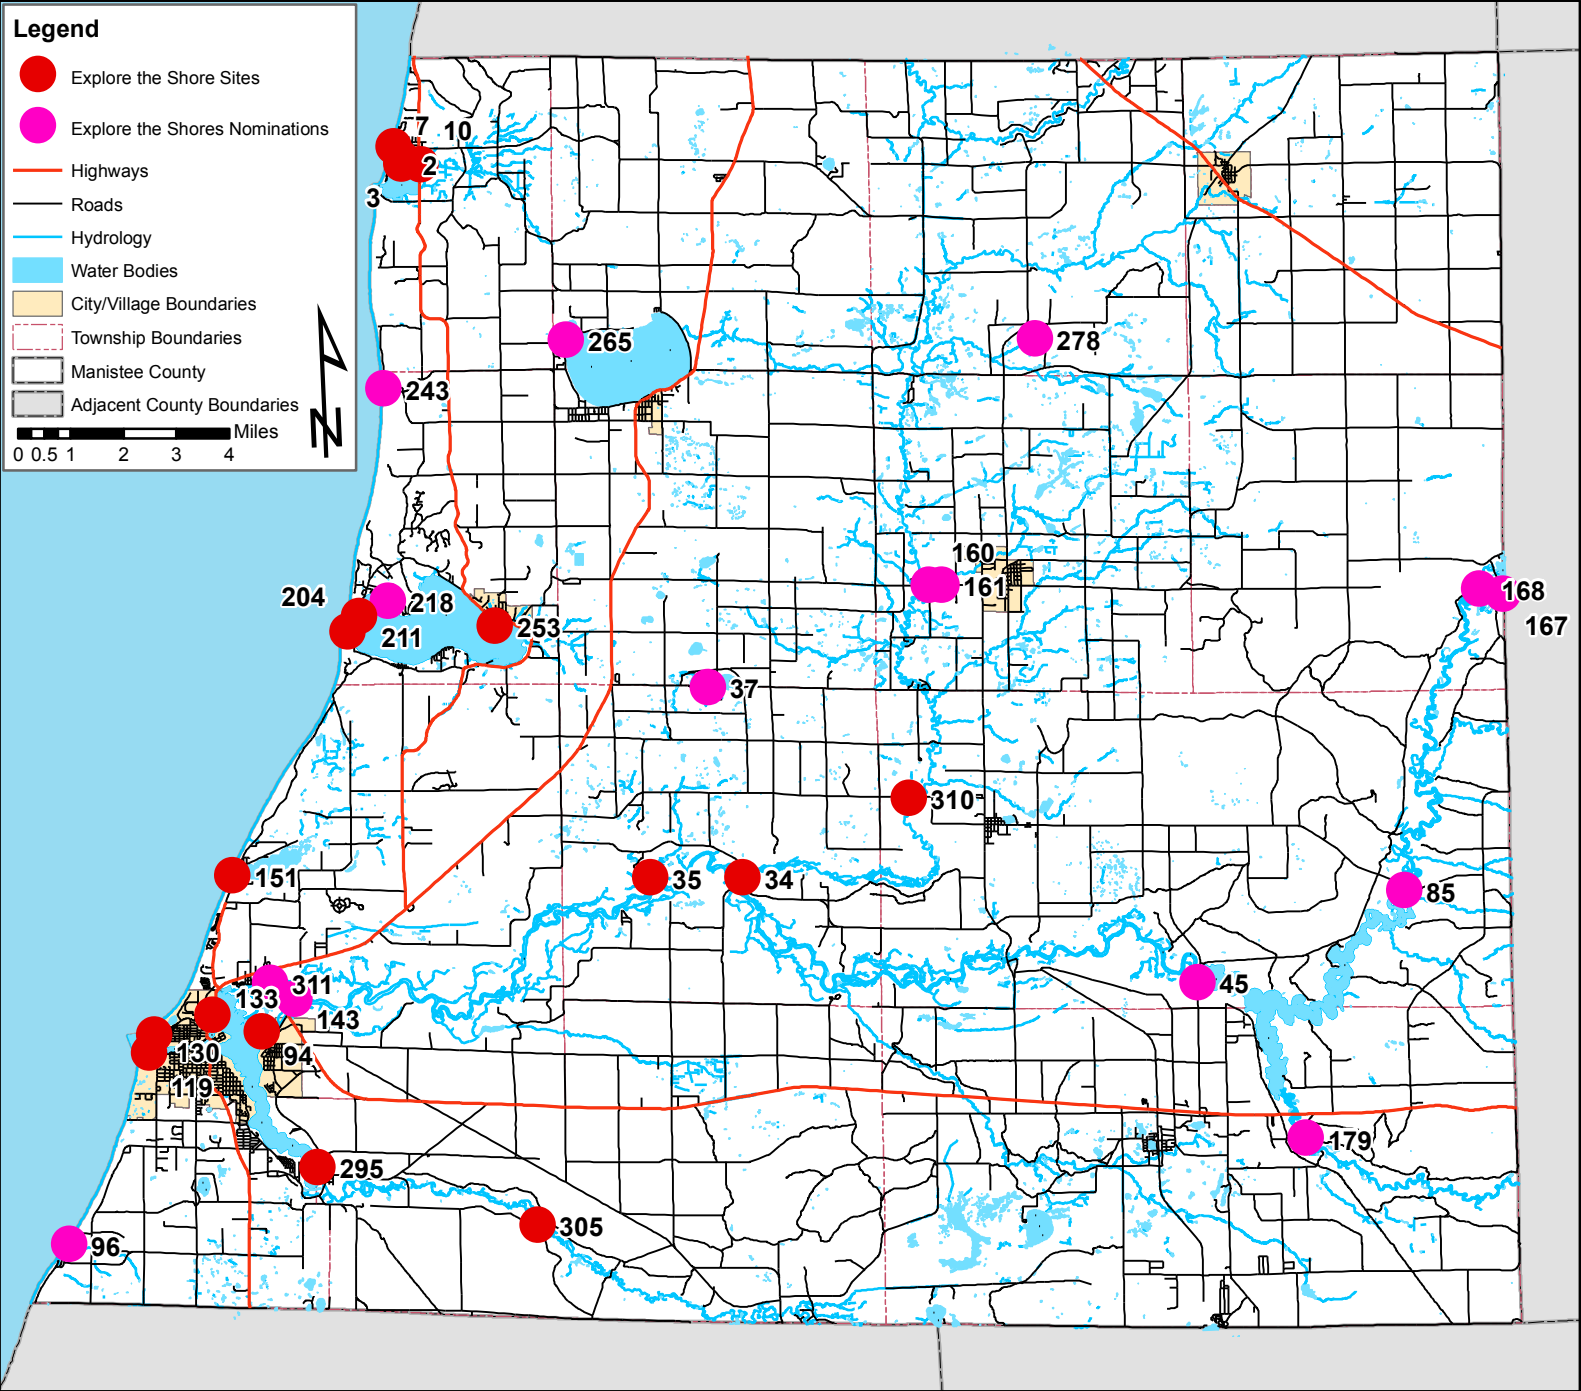 Legend
Explore the Shore Sites
Explore the Shores Nominations
Highways
Roads
Hydrology
Water Bodies
City/Village Boundaries
Township Boundaries
Manistee County
Adjacent County Boundaries
Miles
0 0.5 1 2 3 4
N
7
10
2
3
265
278
243
160
161
168
167
204
218
211
253
37
310
151
35
34
85
45
311
133
143
130
94
119
179
295
305
96